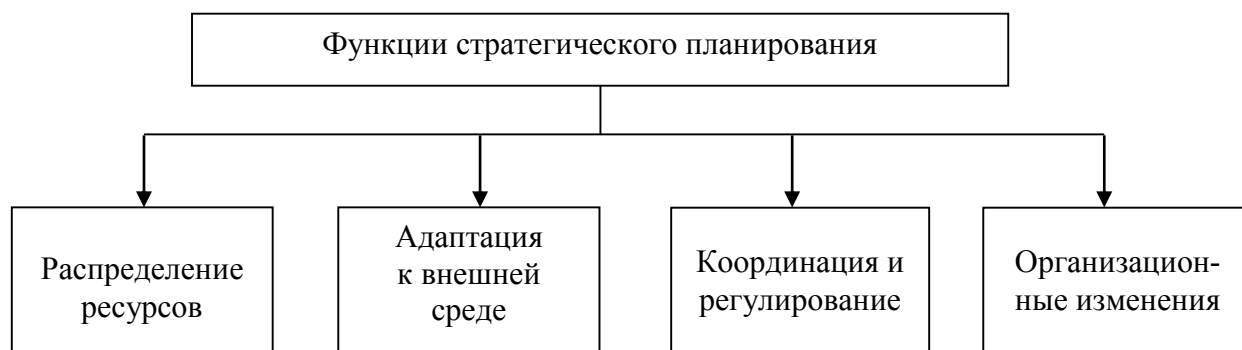 Функции стратегического планирования
Распределение
ресурсов
Адаптация
к внешней
среде
Координация и
регулирование
Организацион-
ные изменения